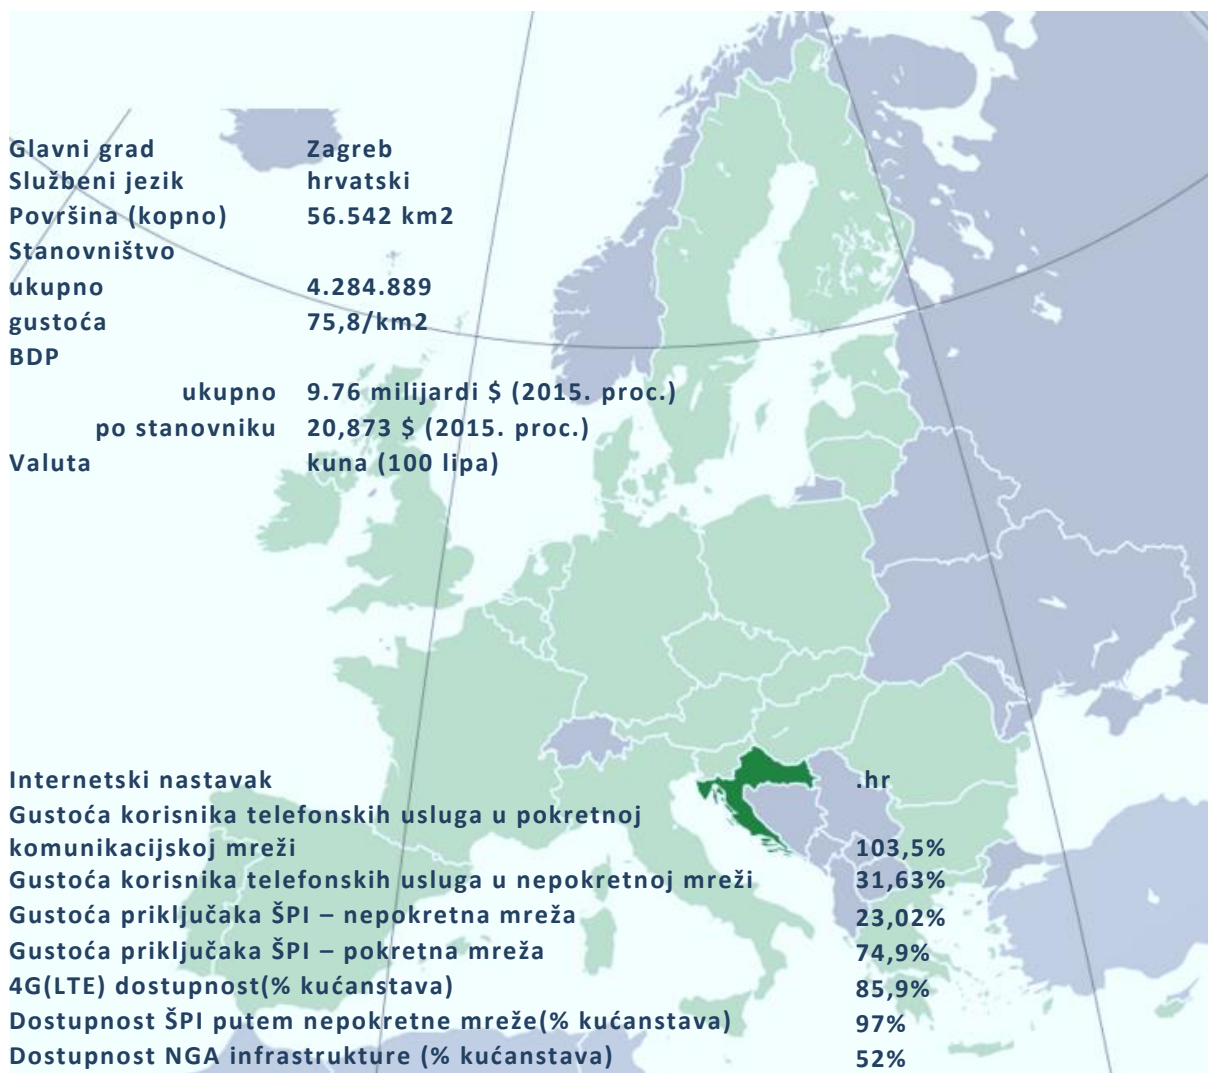 Glavni grad Zagreb
Službeni jezik hrvatski
Površina (kopno) 56.542 km2
Stanovništvo
ukupno 4.284.889
gustoća 75,8/km2
BDP
ukupno 9.76 milijardi $ (2015. proc.)
po stanovniku 20,873 $ (2015. proc.)
Valuta kuna (100 lipa)
Internetski nastavak .hr
Gustoća korisnika telefonskih usluga u pokretnoj
komunikacijskoj mreži 103,5%
Gustoća korisnika telefonskih usluga u nepokretnoj mreži 31,63%
Gustoća priključaka ŠPI – nepokretna mreža 23,02%
Gustoća priključaka ŠPI – pokretna mreža 74,9%
4G(LTE) dostupnost(% kućanstava) 85,9%
Dostupnost ŠPI putem nepokretne mreže(% kućanstava) 97%
Dostupnost NGA infrastrukture (% kućanstava) 52%